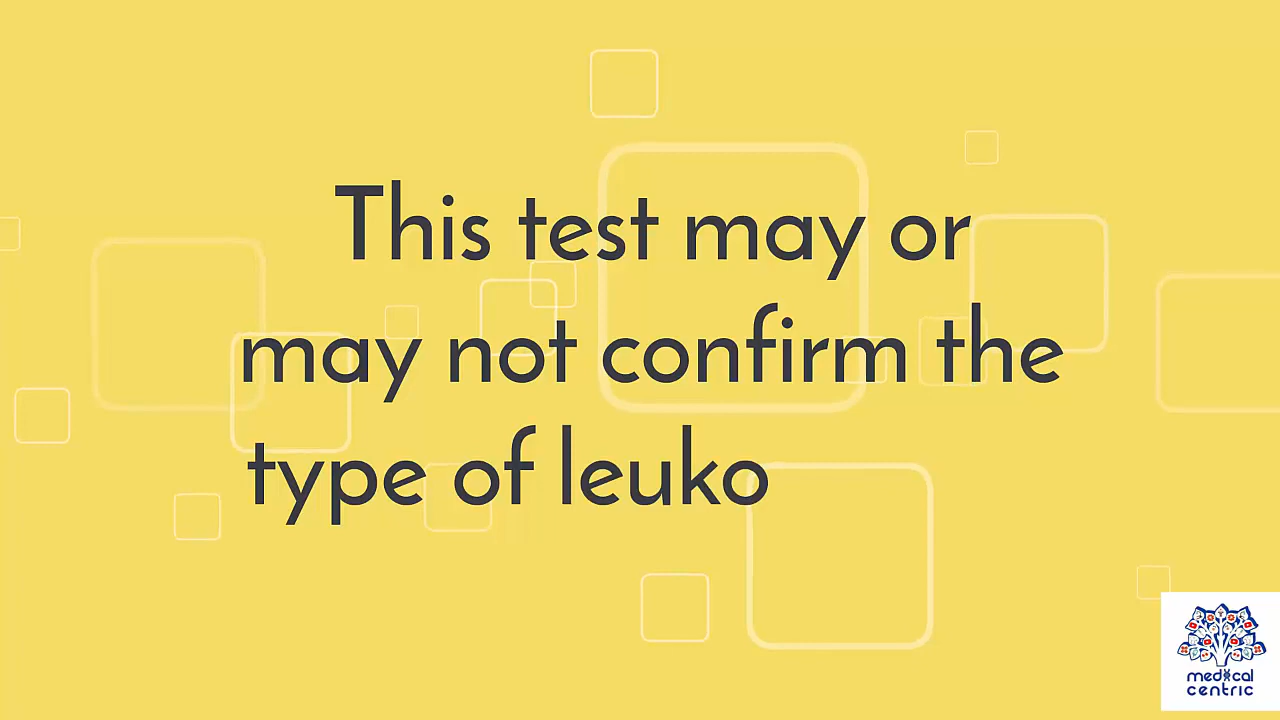 This test may or
may not confirm the
type of leuko
medical
centric